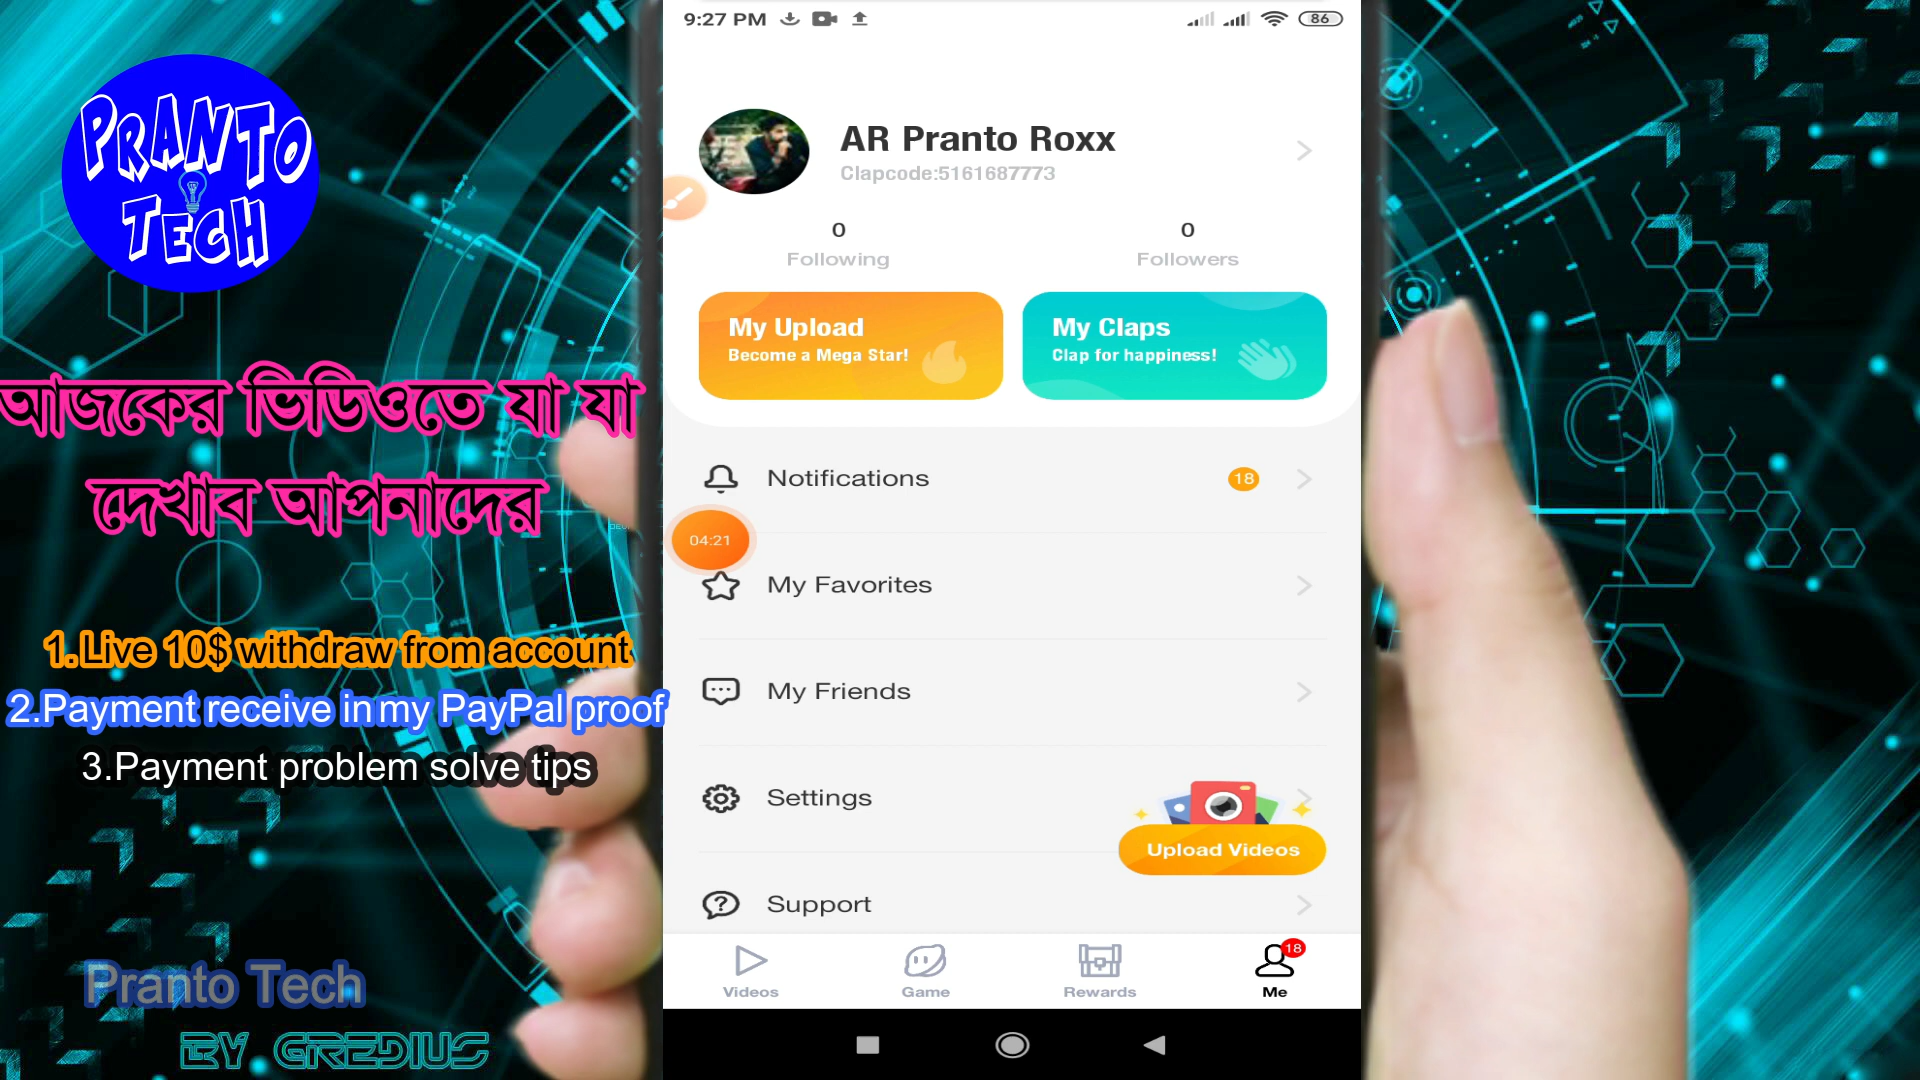 PRANTO
TECH
আজকের ভিডিওতে যা যা
দেখাব আপনাদের
1.Live 10$ withdraw from account
2.Payment receive in my PayPal proof
3.Payment problem solve tips
Pranto Tech
BY GREDIUS
9:27 PM
86
AR Pranto Roxx
Clapcode:5161687773
0
Following
0
Followers
My Upload
Become a Mega Star!
My Claps
Clap for happiness!
Notifications
18
04:21
My Favorites
My Friends
Settings
Upload Videos
Support
Videos
Game
Rewards
18
Me